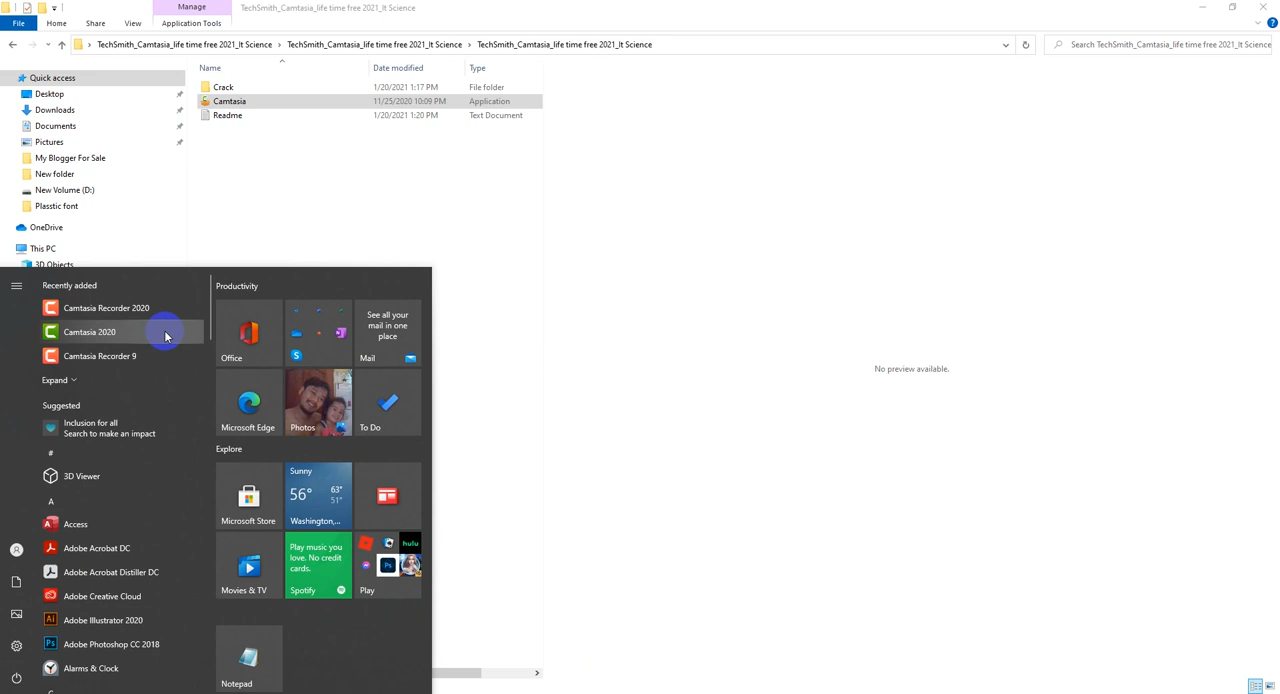 Manage
TechSmith_Camtasia_life time free 2021_It Science
File
Home
Share
View
Application Tools
TechSmith_Camtasia_life time free 2021_It Science
TechSmith_Camtasia_life time free 2021_It Science
TechSmith_Camtasia_life time free 2021_It Science
Search TechSmith_Camtasia_life time free 2021_It Science
Quick access
Desktop
Downloads
Documents
Pictures
My Blogger For Sale
New folder
New Volume (D:)
Plasstic font
OneDrive
This PC
3D Objects
Name
Date modified
Type
Crack
1/20/2021 1:17 PM
File folder
Camtasia
11/25/2020 10:09 PM
Application
Readme
1/20/2021 1:20 PM
Text Document
No preview available.
Recently added
Camtasia Recorder 2020
Camtasia 2020
Camtasia Recorder 9
Expand
Suggested
Inclusion for all
Search to make an impact
#
3D Viewer
A
Access
Adobe Acrobat DC
Adobe Acrobat Distiller DC
Adobe Creative Cloud
Adobe Illustrator 2020
Adobe Photoshop CC 2018
Alarms & Clock
Productivity
Office
See all your
mail in one
place
Mail
Microsoft Edge
Photos
To Do
Explore
Microsoft Store
Sunny
56°
63°
51°
Washington,...
Movies & TV
Play music you
love. No credit
cards.
Spotify
hulu
Ps
Play
Notepad